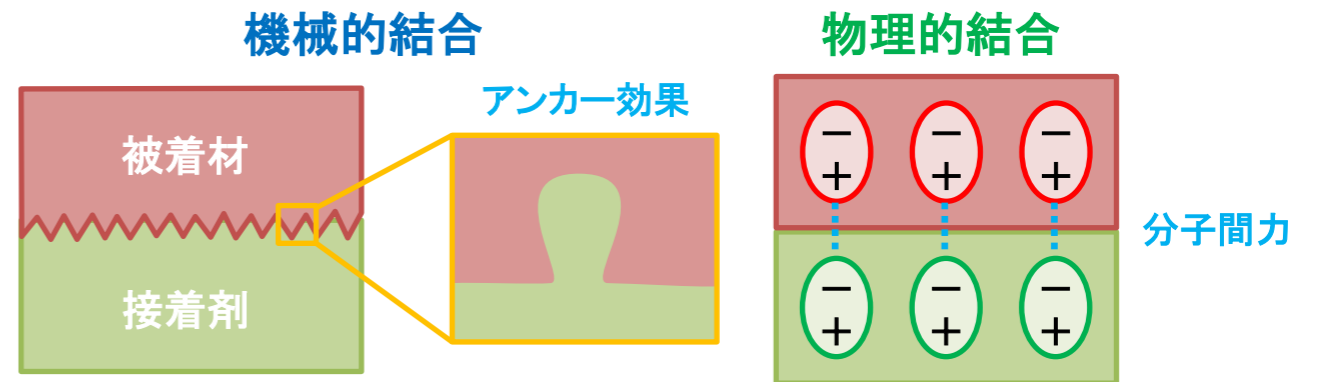 機械的結合
物理的結合
アンカー効果
被着材
接着剤
− − −
+ + +
分子間力
− − −
+ + +